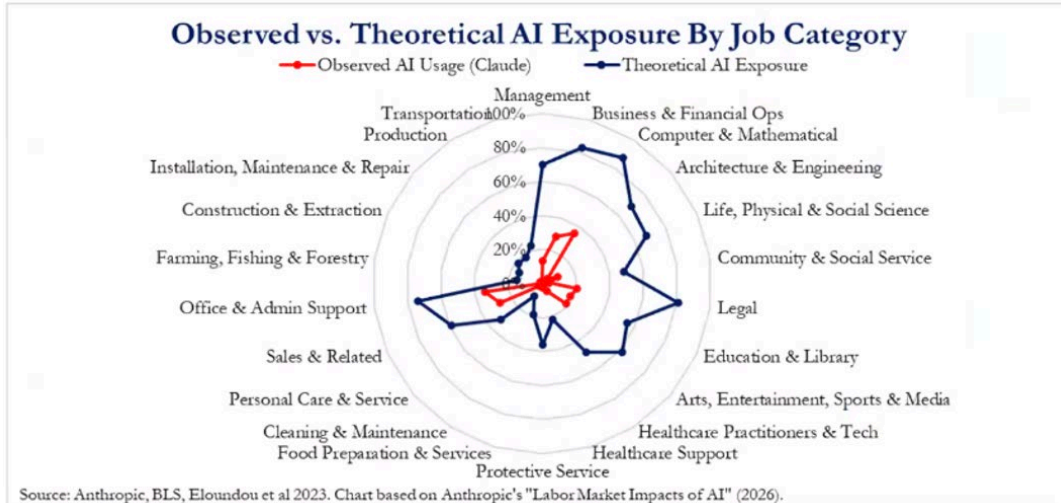 Observed vs. Theoretical AI Exposure By Job Category
Observed AI Usage (Claude)
Theoretical AI Exposure
Management
Transportation
100%
Business & Financial Ops
Production
Computer & Mathematical
80%
Installation, Maintenance & Repair
Architecture & Engineering
60%
Construction & Extraction
Life, Physical & Social Science
40%
20%
Farming, Fishing & Forestry
Community & Social Service
Office & Admin Support
Legal
Sales & Related
Education & Library
Personal Care & Service
Arts, Entertainment, Sports & Media
Cleaning & Maintenance
Healthcare Practitioners & Tech
Food Preparation & Services
Healthcare Support
Protective Service
Source: Anthropic, BLS, Eloundou et al 2023. Chart based on Anthropic's "Labor Market Impacts of AI" (2026).